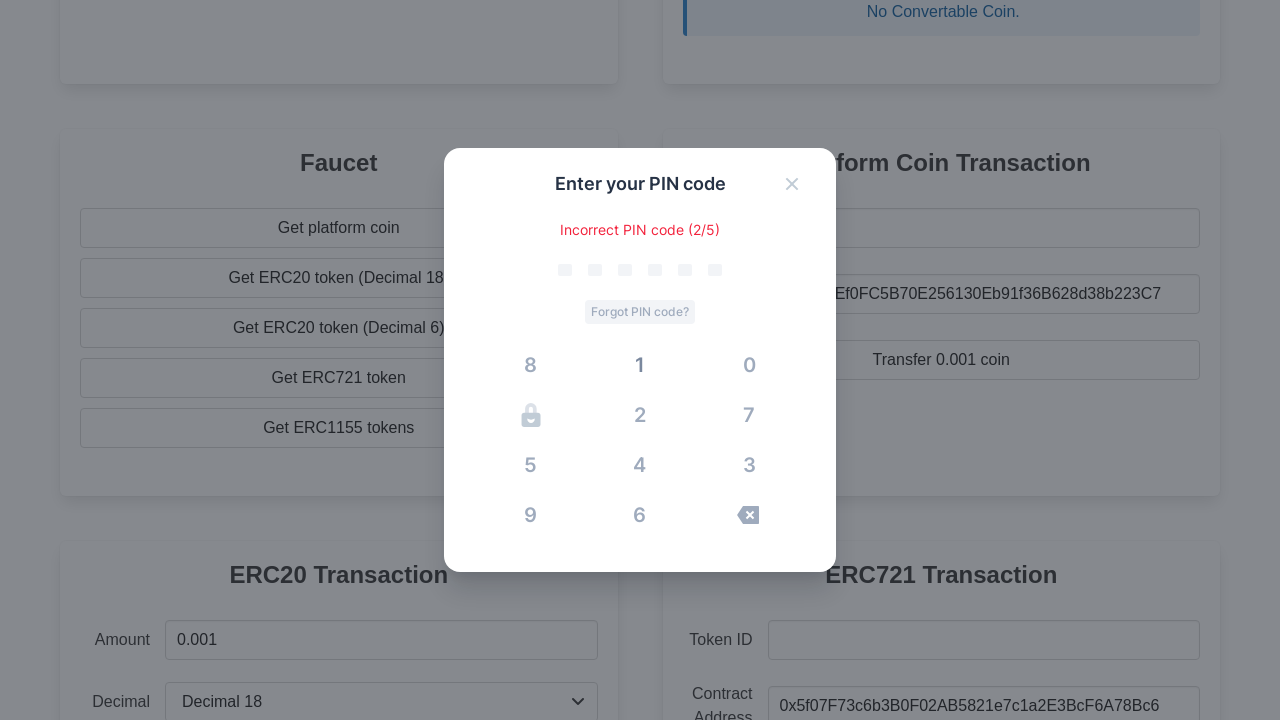 No Convertable Coin.
Faucet
Get platform coin
Get ERC20 token (Decimal 18
Get ERC20 token (Decimal 6)
Get ERC721 token
Get ERC1155 tokens
form Coin Transaction
Ef0FC5B70E256130Eb91f36B628d38b223C7
Transfer 0.001 coin
Enter your PIN code
Incorrect PIN code (2/5)
Forgot PIN code?
8 1 0
2 7
5 4 3
9 6
ERC20 Transaction
Amount 0.001
Decimal Decimal 18
ERC721 Transaction
Token ID
Contract
Address 0x5f07F73c6b3B0F02AB5821e7c1a2E3BcF6A78Bc6